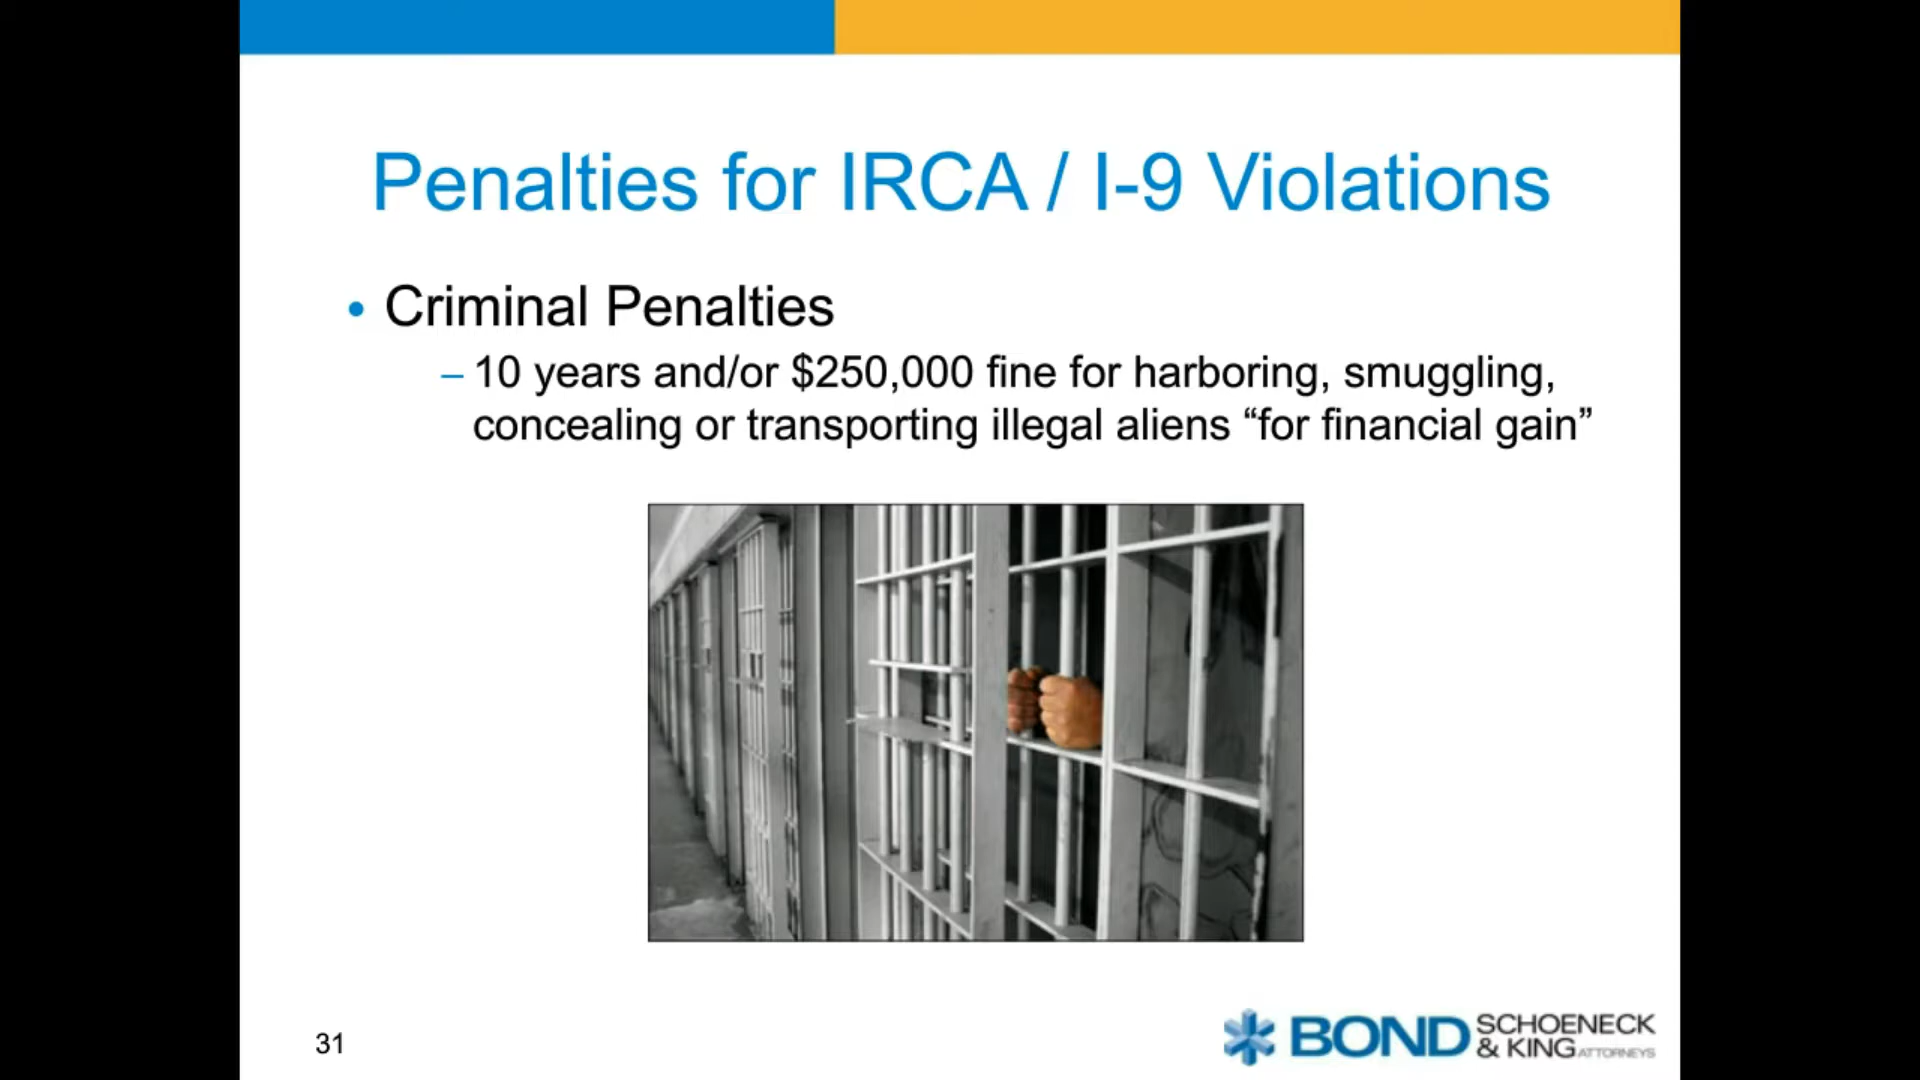 Penalties for IRCA / I-9 Violations
• Criminal Penalties
– 10 years and/or $250,000 fine for harboring, smuggling,
concealing or transporting illegal aliens “for financial gain”
31
BOND SCHOENECK
& KING ATTORNEYS